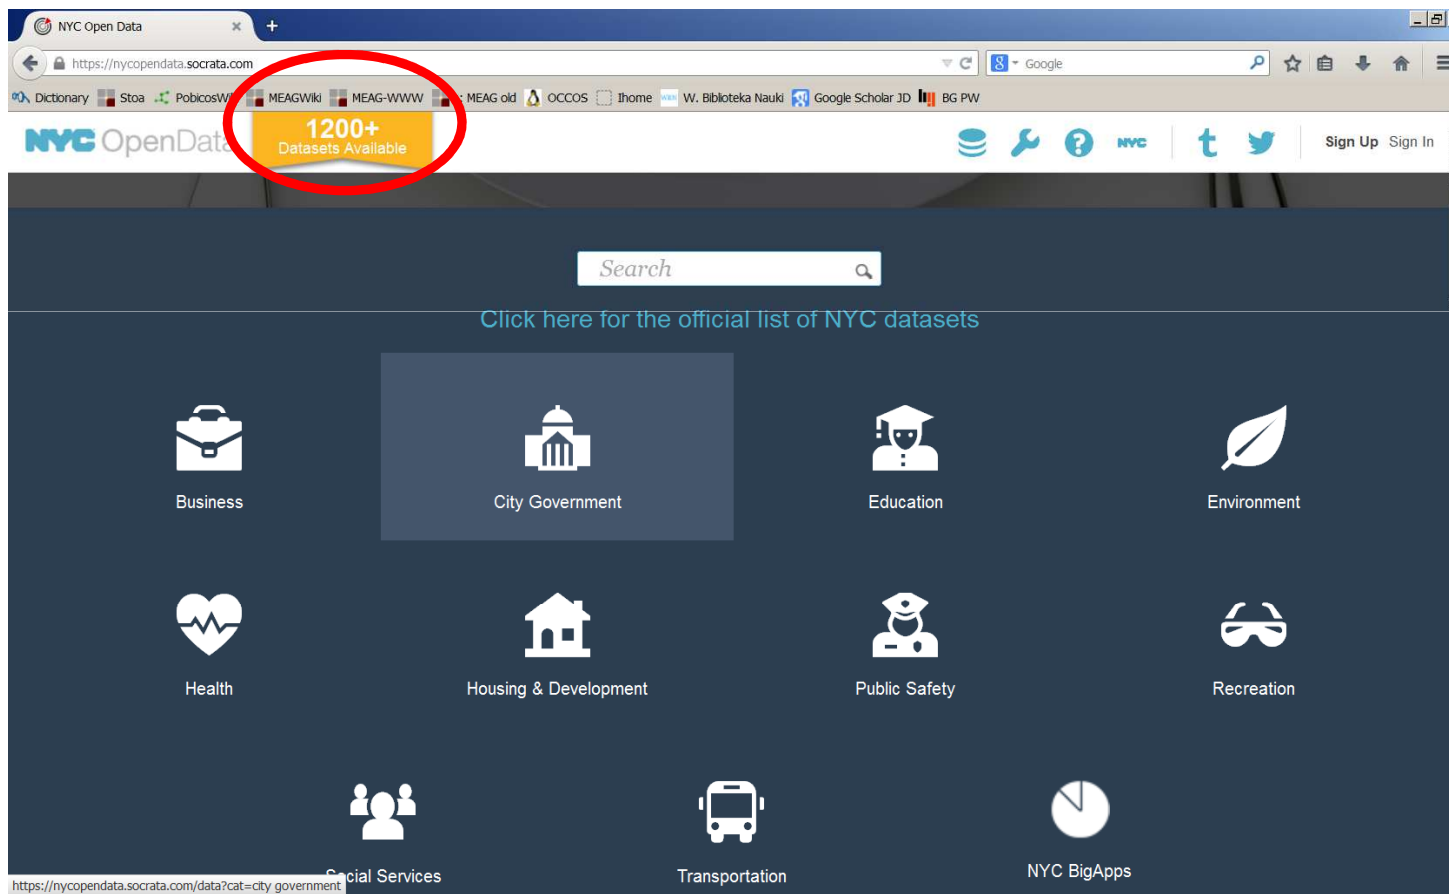 NYC Open Data
https://nycopendata.socrata.com
Google
Dictionary Stoa PobicosWi MEAGWiki MEAG-WWW : MEAG old OCCOS Ihome W. Biblioteka Nauki Google Scholar JD BG PW
NYC OpenData
1200+
Datasets Available
NYC
Sign Up Sign In
Search
Click here for the official list of NYC datasets
Business
City Government
Education
Environment
Health
Housing & Development
Public Safety
Recreation
Social Services
Transportation
NYC BigApps
https://nycopendata.socrata.com/data?cat=city government